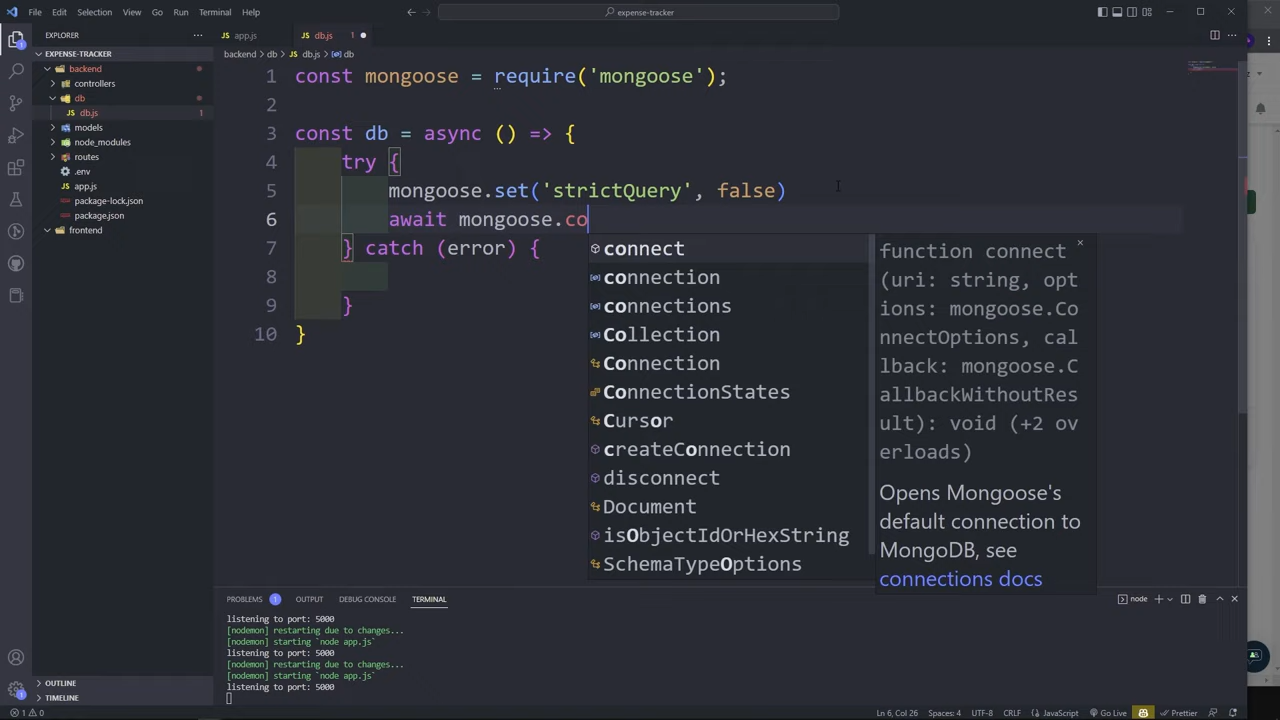 File Edit Selection View Go Run Terminal Help
expense-tracker
EXPLORER
app.js
db.js 1
EXPENSE-TRACKER
backend > db > db.js > db
backend
controllers
db
db.js 1
models
node_modules
routes
.env
app.js
package-lock.json
package.json
frontend
1 const mongoose = require('mongoose');
2
3 const db = async () => {
4 try {
5 mongoose.set('strictQuery', false)
6 await mongoose.co
7 } catch (error) {
8
9 }
10 }
connect
connection
connections
Collection
Connection
ConnectionStates
Cursor
createConnection
disconnect
Document
isObjectIdOrHexString
SchemaTypeOptions
function connect
(uri: string, opt
ions: mongoose.Co
nnectOptions, cal
lback: mongoose.C
allbackWithoutRes
ult): void (+2 ov
erloads)
Opens Mongoose's
default connection to
MongoDB, see
connections docs
PROBLEMS 1 OUTPUT DEBUG CONSOLE TERMINAL
node
listening to port: 5000
[nodemon] restarting due to changes...
[nodemon] starting `node app.js`
listening to port: 5000
[nodemon] restarting due to changes...
[nodemon] starting `node app.js`
listening to port: 5000
OUTLINE
TIMELINE
1 0
Ln 6, Col 26 Spaces: 4 UTF-8 CRLF JavaScript Go Live Prettier